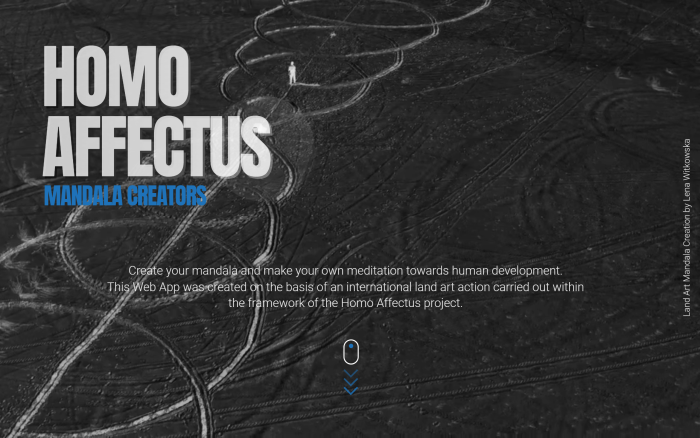 HOMO
AFFECTUS
MANDALA CREATORS
Create your mandala and make your own meditation towards human development.
This Web App was created on the basis of an international land art action carried out within
the framework of the Homo Affectus project.
Land Art Mandala Creation by Lena Witkowska